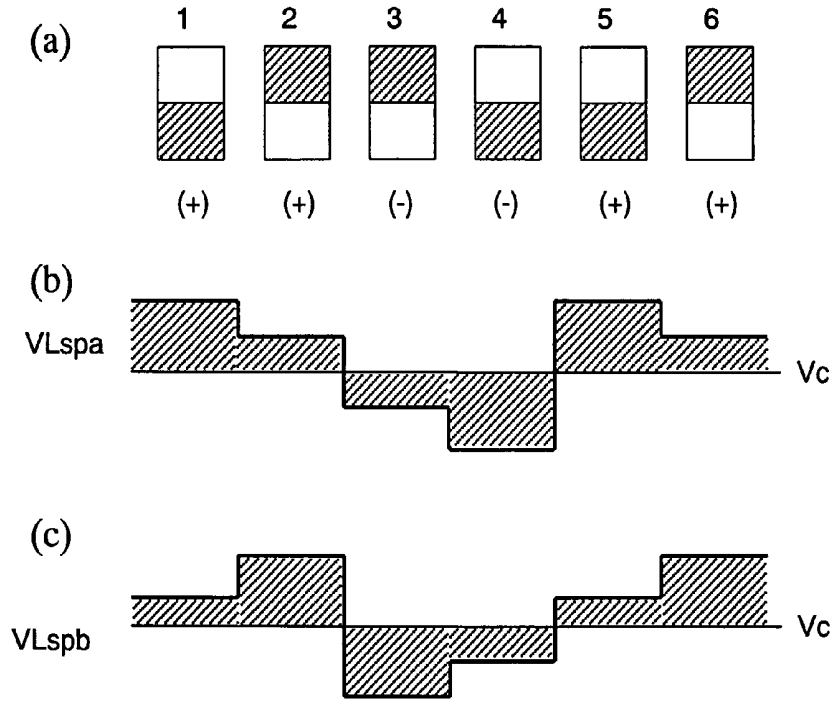 1 2 3 4 5 6
(a)
(+) (+) (-) (-) (+) (+)
(b)
VLspa
Vc
(c)
VLspb
Vc